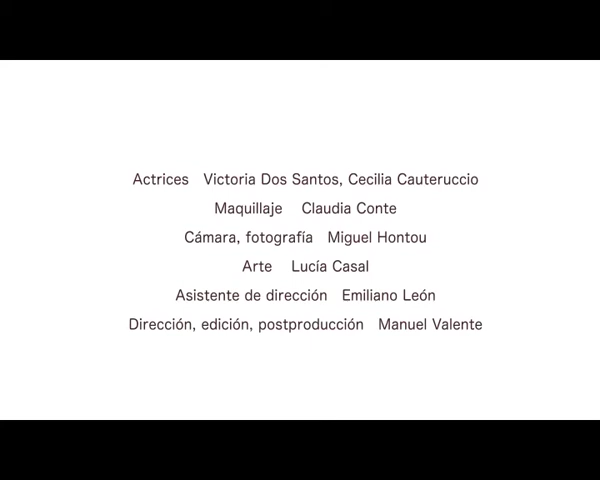 Actrices Victoria Dos Santos, Cecilia Cauteruccio
Maquillaje Claudia Conte
Cámara, fotografía Miguel Hontou
Arte Lucía Casal
Asistente de dirección Emiliano León
Dirección, edición, postproducción Manuel Valente